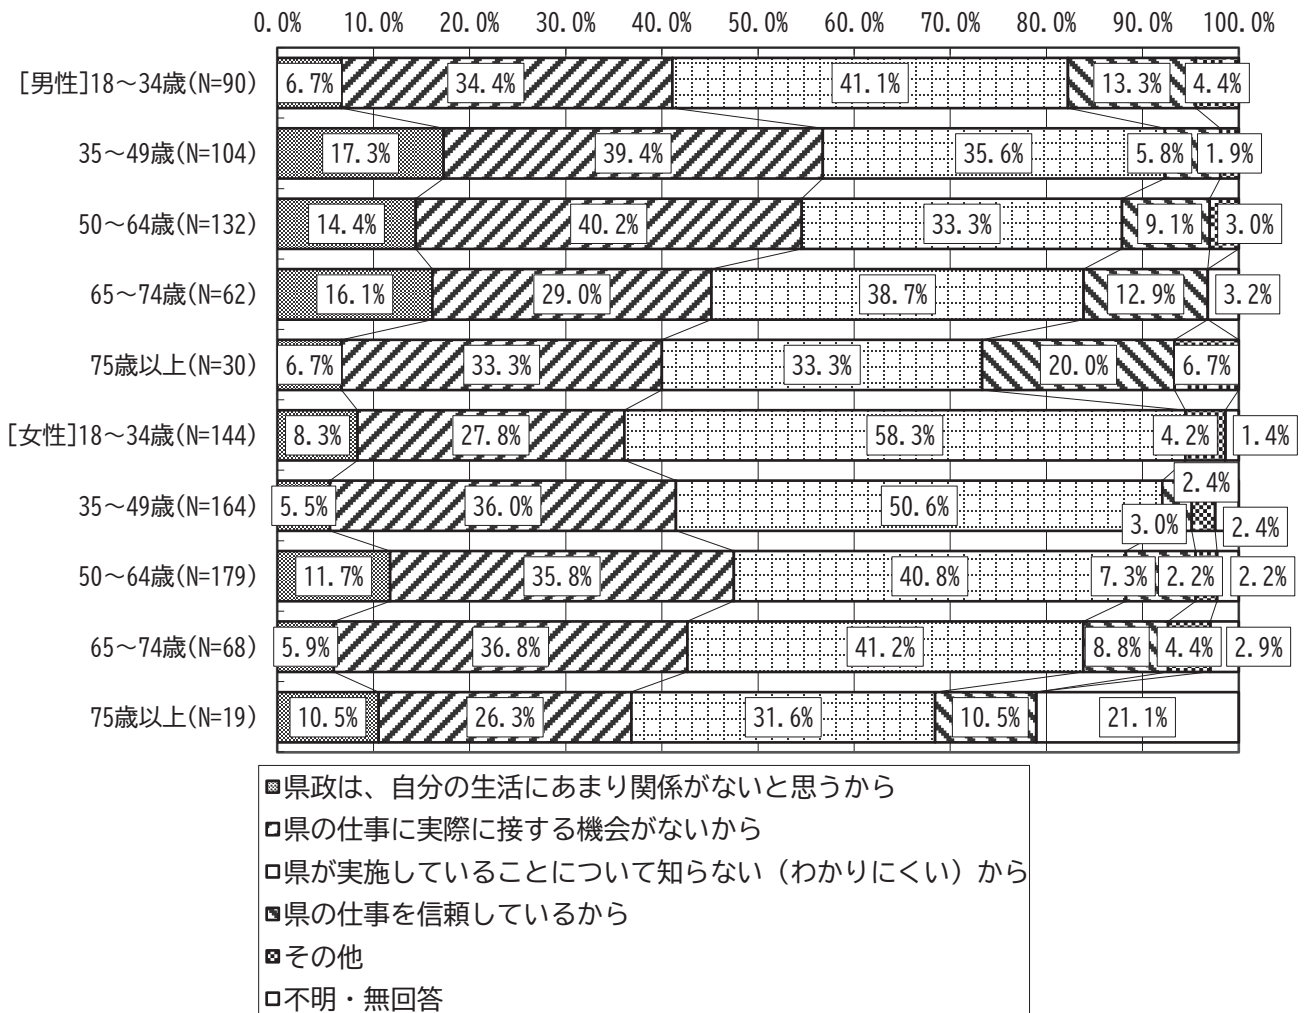 0.0% 10.0% 20.0% 30.0% 40.0% 50.0% 60.0% 70.0% 80.0% 90.0% 100.0%
[男性]18～34歳(N=90) 6.7% 34.4% 41.1% 13.3% 4.4%
35～49歳(N=104) 17.3% 39.4% 35.6% 5.8% 1.9%
50～64歳(N=132) 14.4% 40.2% 33.3% 9.1% 3.0%
65～74歳(N=62) 16.1% 29.0% 38.7% 12.9% 3.2%
75歳以上(N=30) 6.7% 33.3% 33.3% 20.0% 6.7%
[女性]18～34歳(N=144) 8.3% 27.8% 58.3% 4.2% 1.4%
35～49歳(N=164) 5.5% 36.0% 50.6% 3.0% 2.4% 2.4%
50～64歳(N=179) 11.7% 35.8% 40.8% 7.3% 2.2% 2.2%
65～74歳(N=68) 5.9% 36.8% 41.2% 8.8% 4.4% 2.9%
75歳以上(N=19) 10.5% 26.3% 31.6% 10.5% 21.1%
県政は、自分の生活にあまり関係がないと思うから
県の仕事に実際に接する機会がないから
県が実施していることについて知らない（わかりにくい）から
県の仕事を信頼しているから
その他
不明・無回答